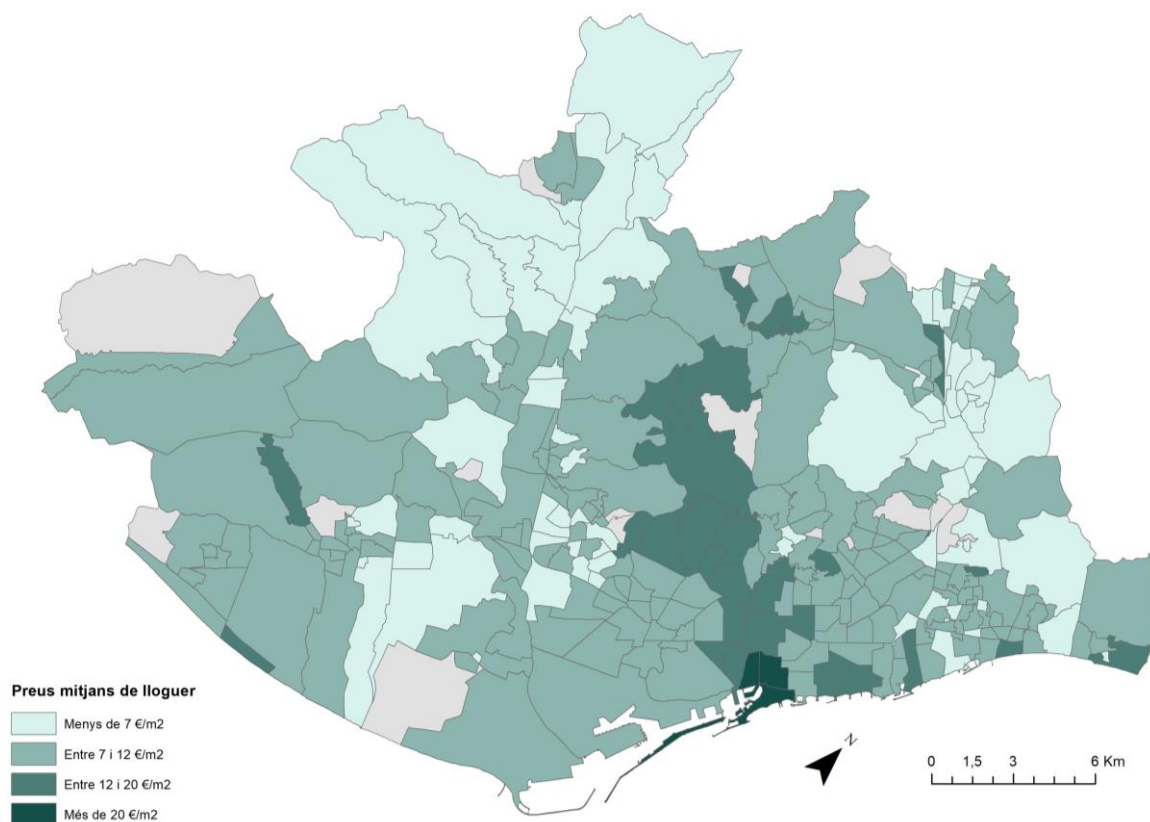 Preus mitjans de lloguer
Menys de 7 €/m2
Entre 7 i 12 €/m2
Entre 12 i 20 €/m2
Més de 20 €/m2
N
0 1,5 3 6 Km